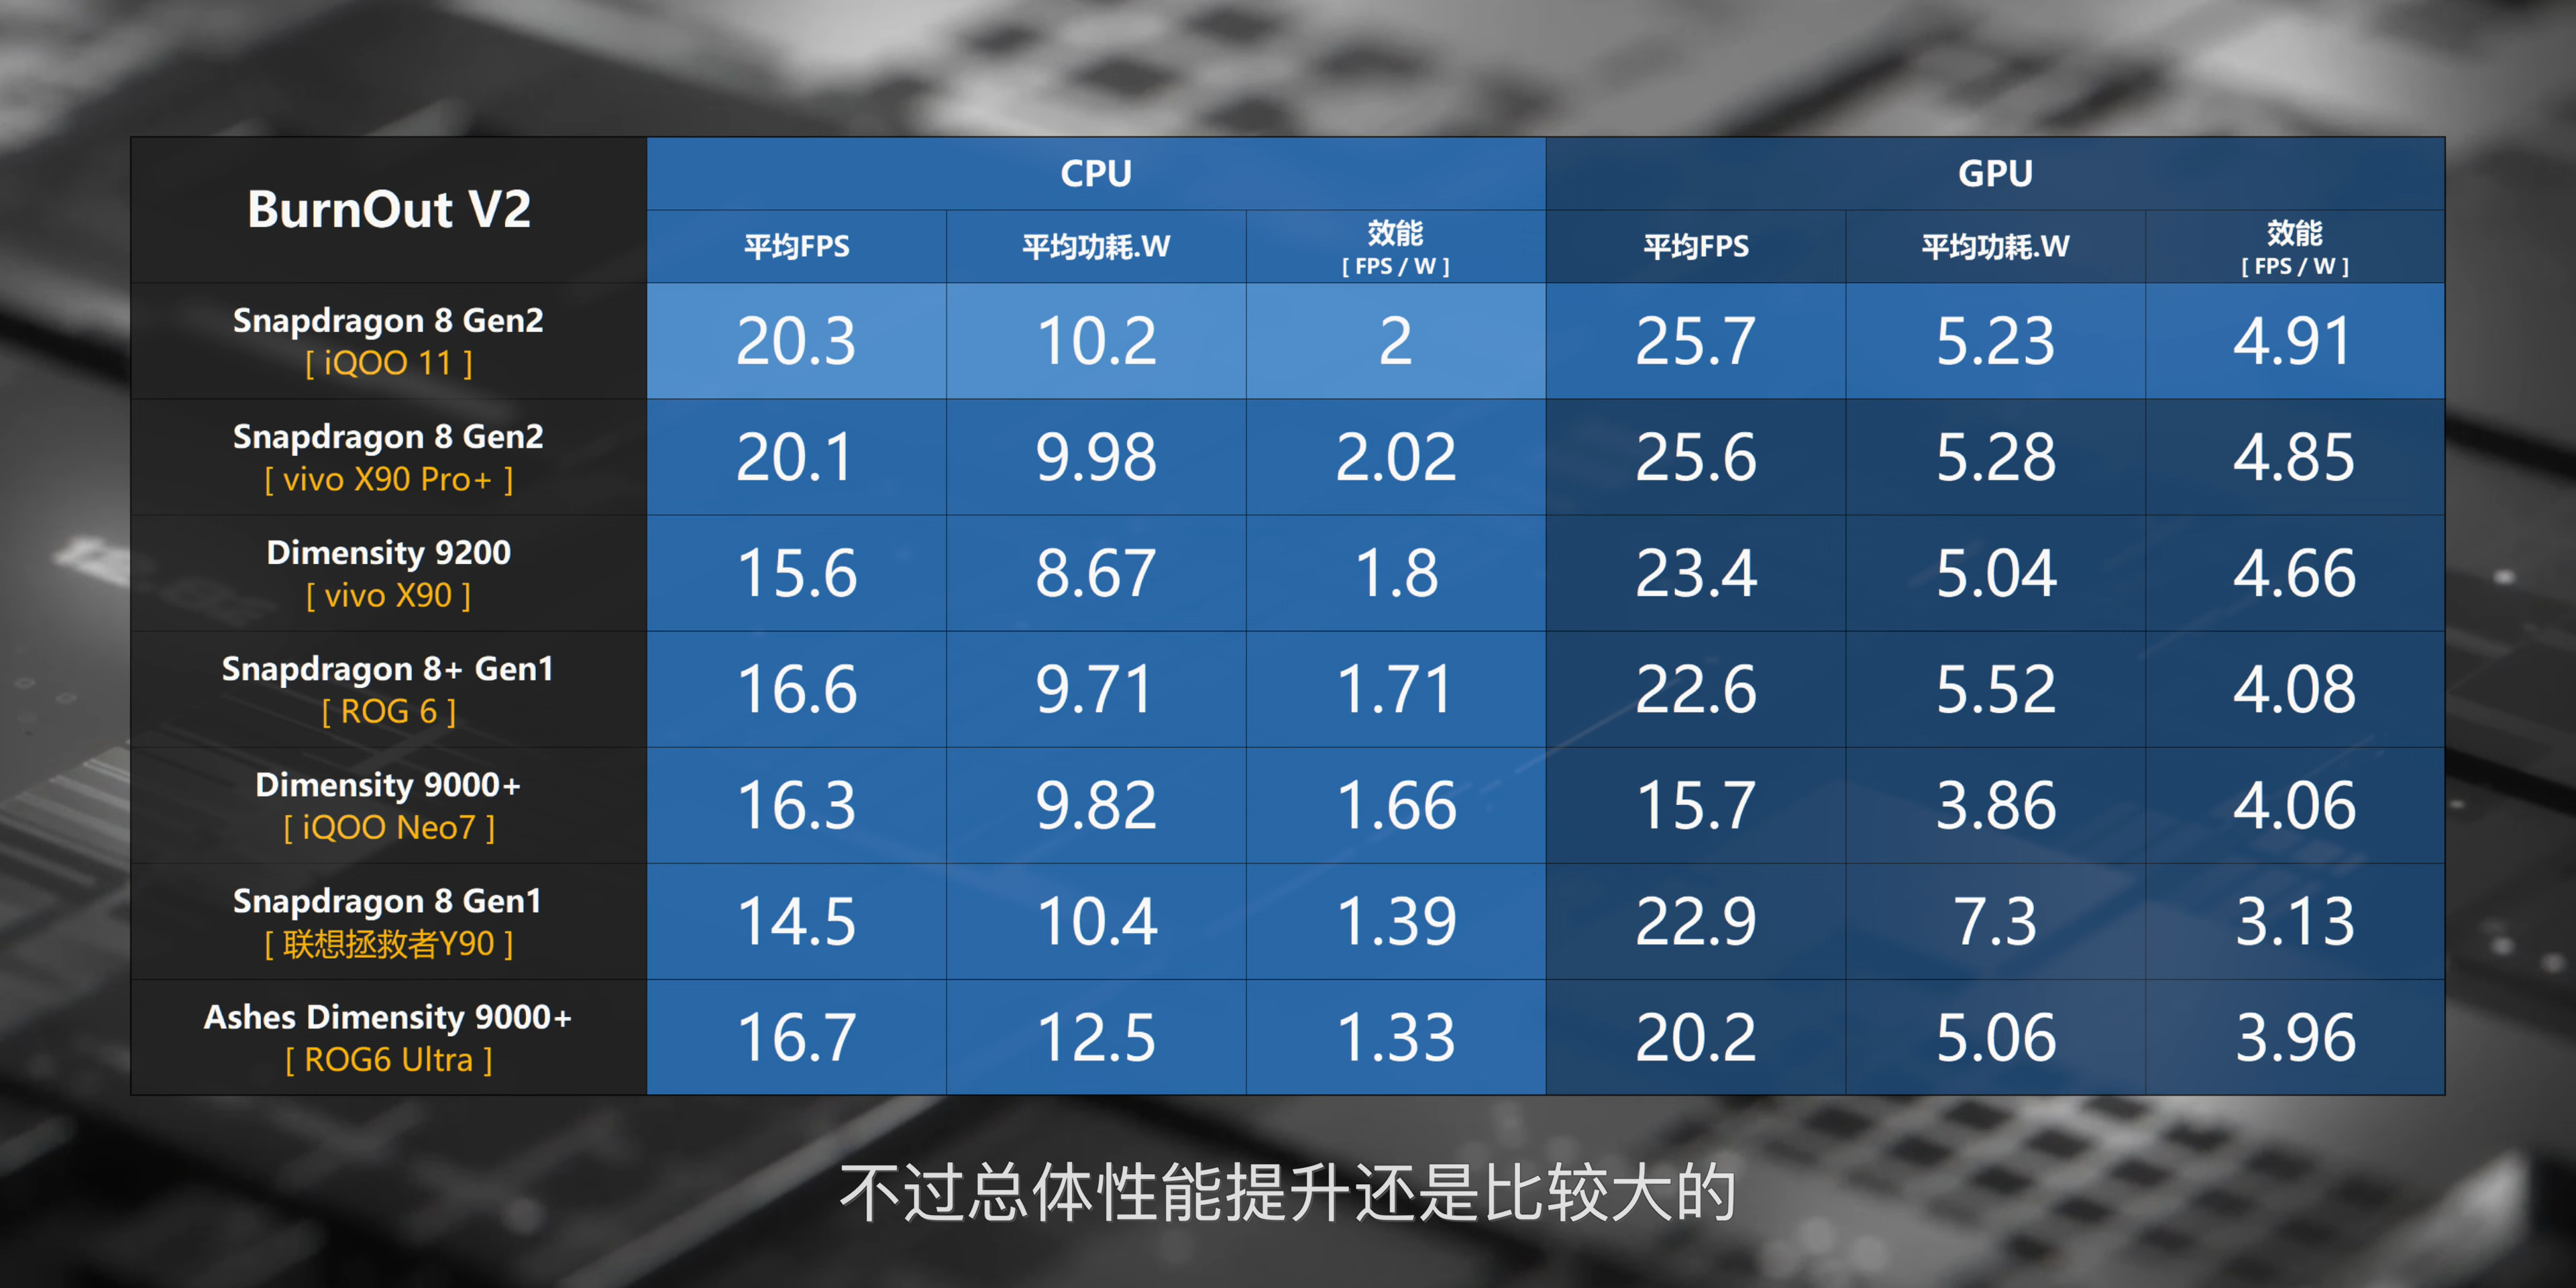 BurnOut V2
CPU
GPU
平均FPS
平均功耗.W
效能
[ FPS / W ]
平均FPS
平均功耗.W
效能
[ FPS / W ]
Snapdragon 8 Gen2
[ iQOO 11 ]
20.3
10.2
2
25.7
5.23
4.91
Snapdragon 8 Gen2
[ vivo X90 Pro+ ]
20.1
9.98
2.02
25.6
5.28
4.85
Dimensity 9200
[ vivo X90 ]
15.6
8.67
1.8
23.4
5.04
4.66
Snapdragon 8+ Gen1
[ ROG 6 ]
16.6
9.71
1.71
22.6
5.52
4.08
Dimensity 9000+
[ iQOO Neo7 ]
16.3
9.82
1.66
15.7
3.86
4.06
Snapdragon 8 Gen1
[ 联想拯救者Y90 ]
14.5
10.4
1.39
22.9
7.3
3.13
Ashes Dimensity 9000+
[ ROG6 Ultra ]
16.7
12.5
1.33
20.2
5.06
3.96
不过总体性能提升还是比较大的